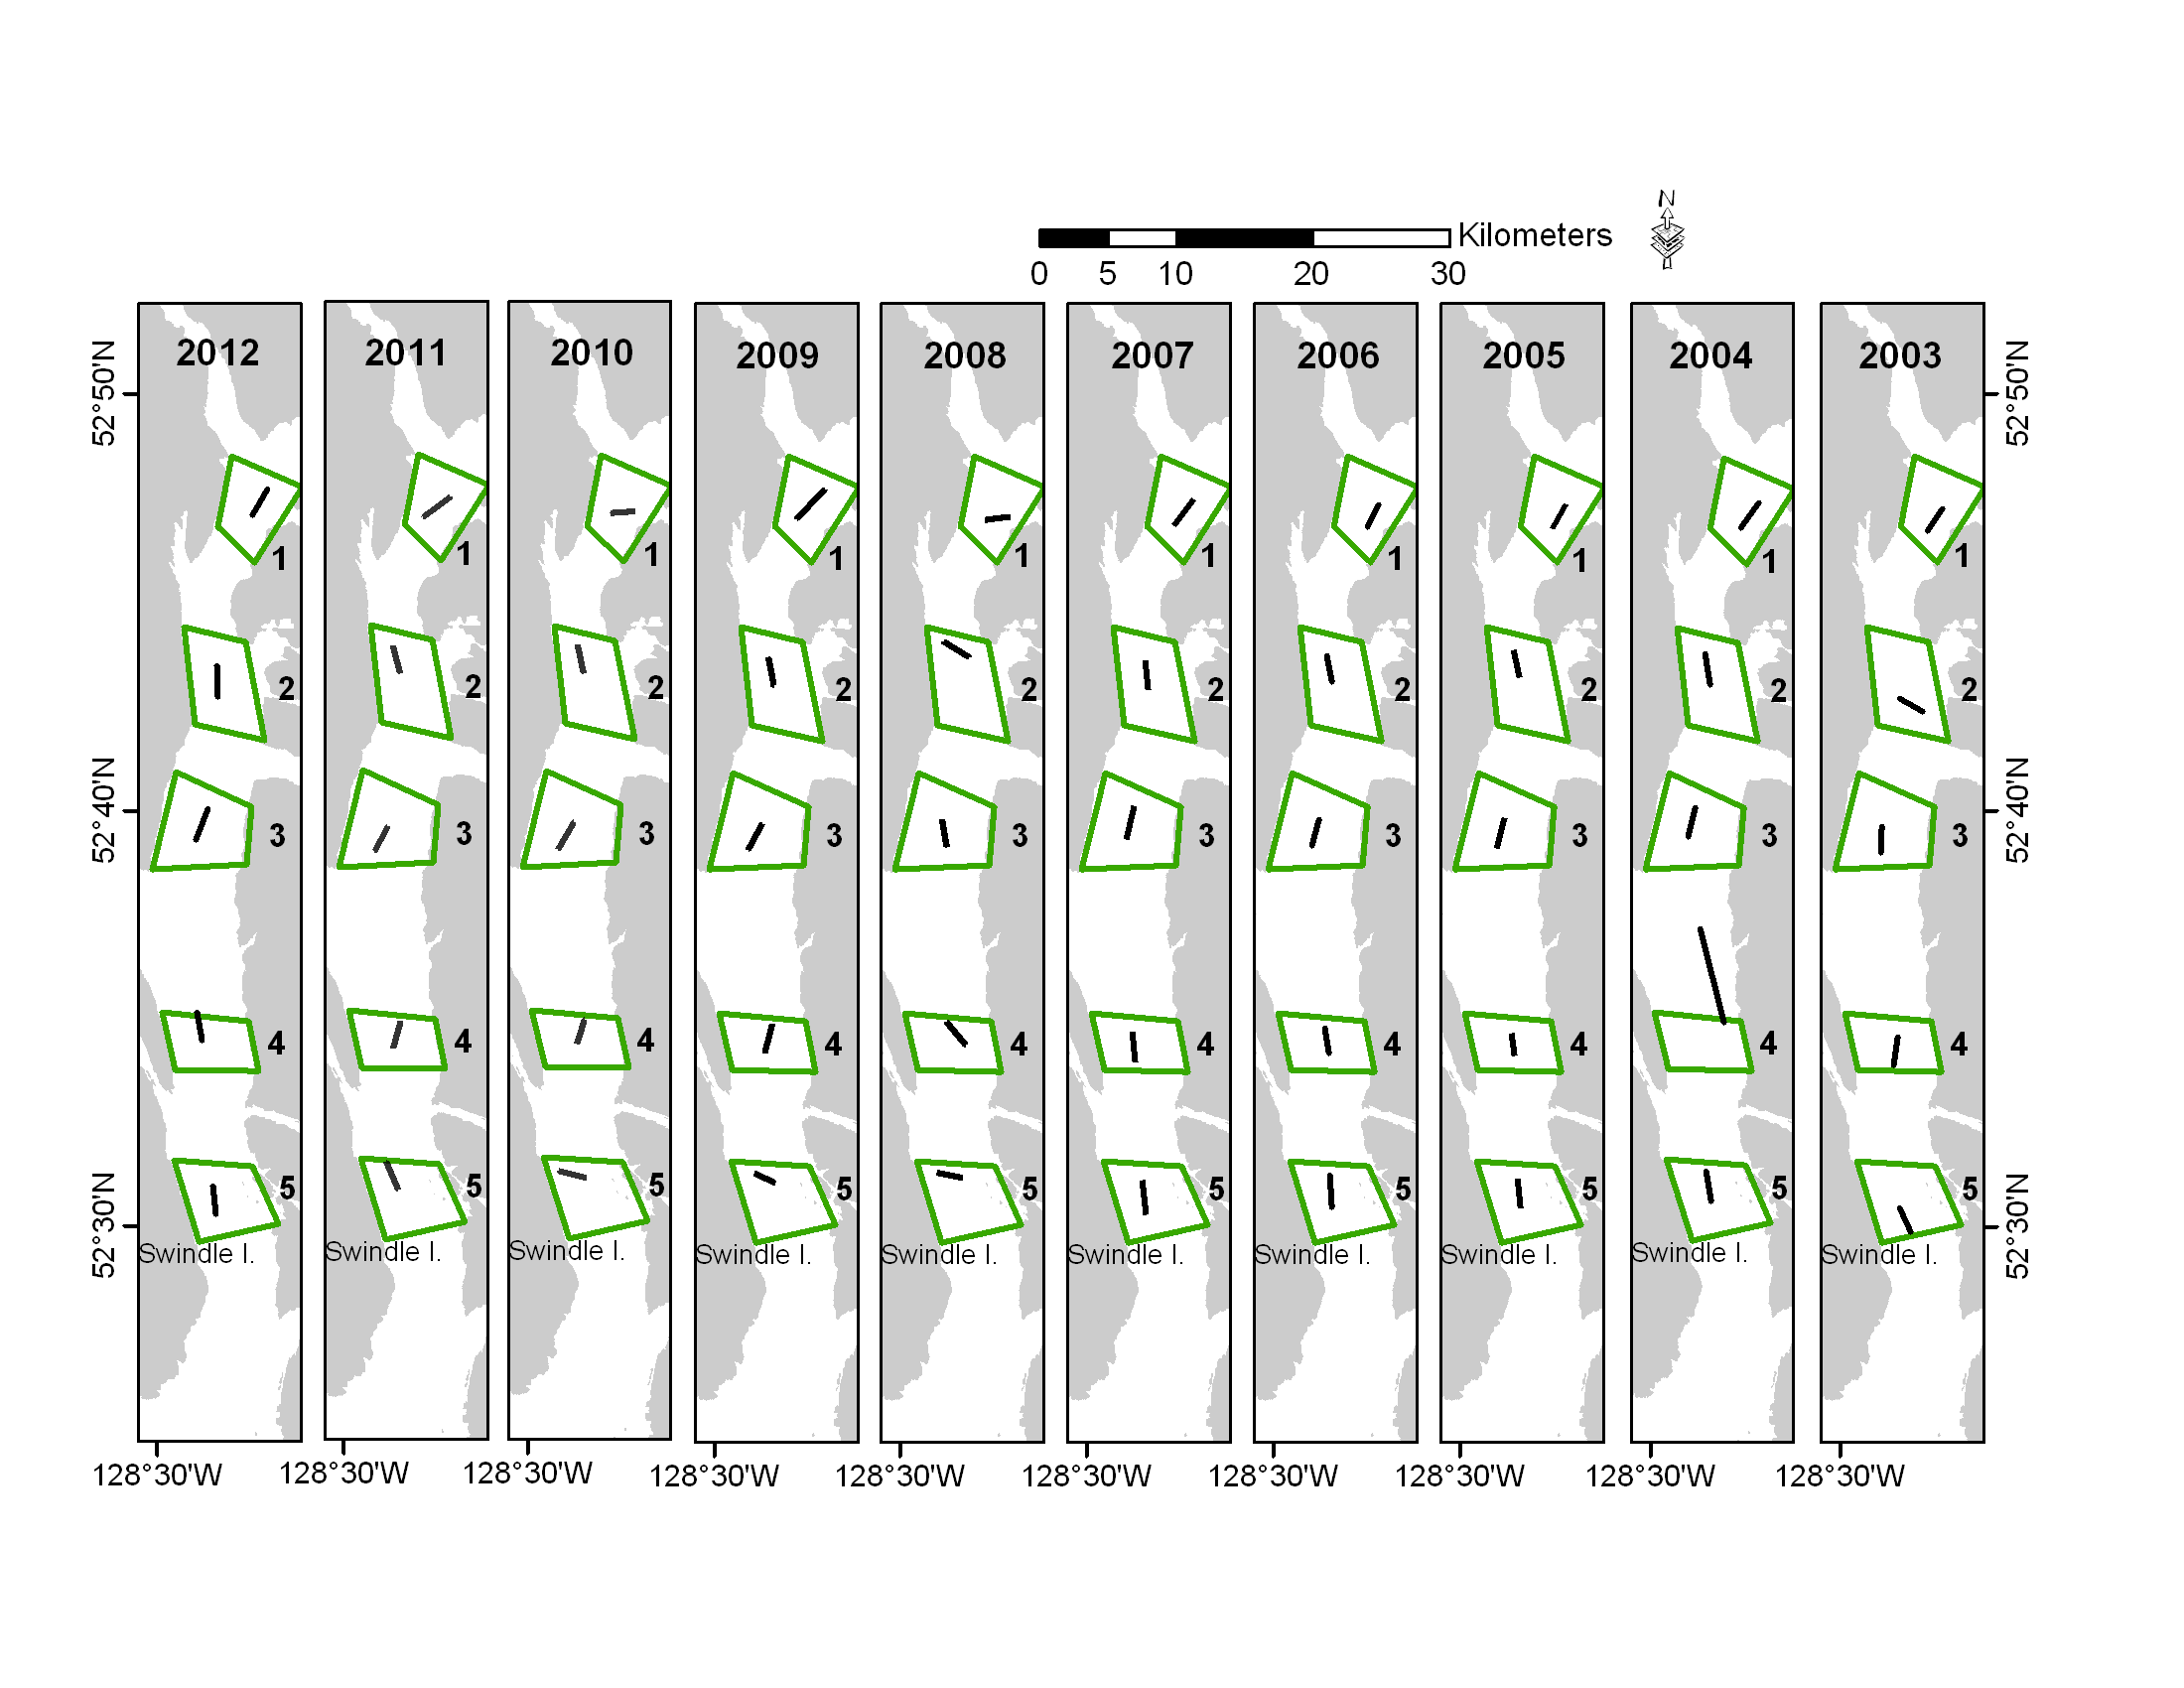 N
Kilometers
0 5 10 20 30
2012 2011 2010 2009 2008 2007 2006 2005 2004 2003
52°50'N 52°50'N
1 1 1 1 1 1 1 1 1 1
2 2 2 2 2 2 2 2 2 2
52°40'N 52°40'N
3 3 3 3 3 3 3 3 3 3
4 4 4 4 4 4 4 4 4 4
5 5 5 5 5 5 5 5 5 5
52°30'N 52°30'N
Swindle I. Swindle I. Swindle I. Swindle I. Swindle I. Swindle I. Swindle I. Swindle I. Swindle I. Swindle I.
128°30'W 128°30'W 128°30'W 128°30'W 128°30'W 128°30'W 128°30'W 128°30'W 128°30'W 128°30'W